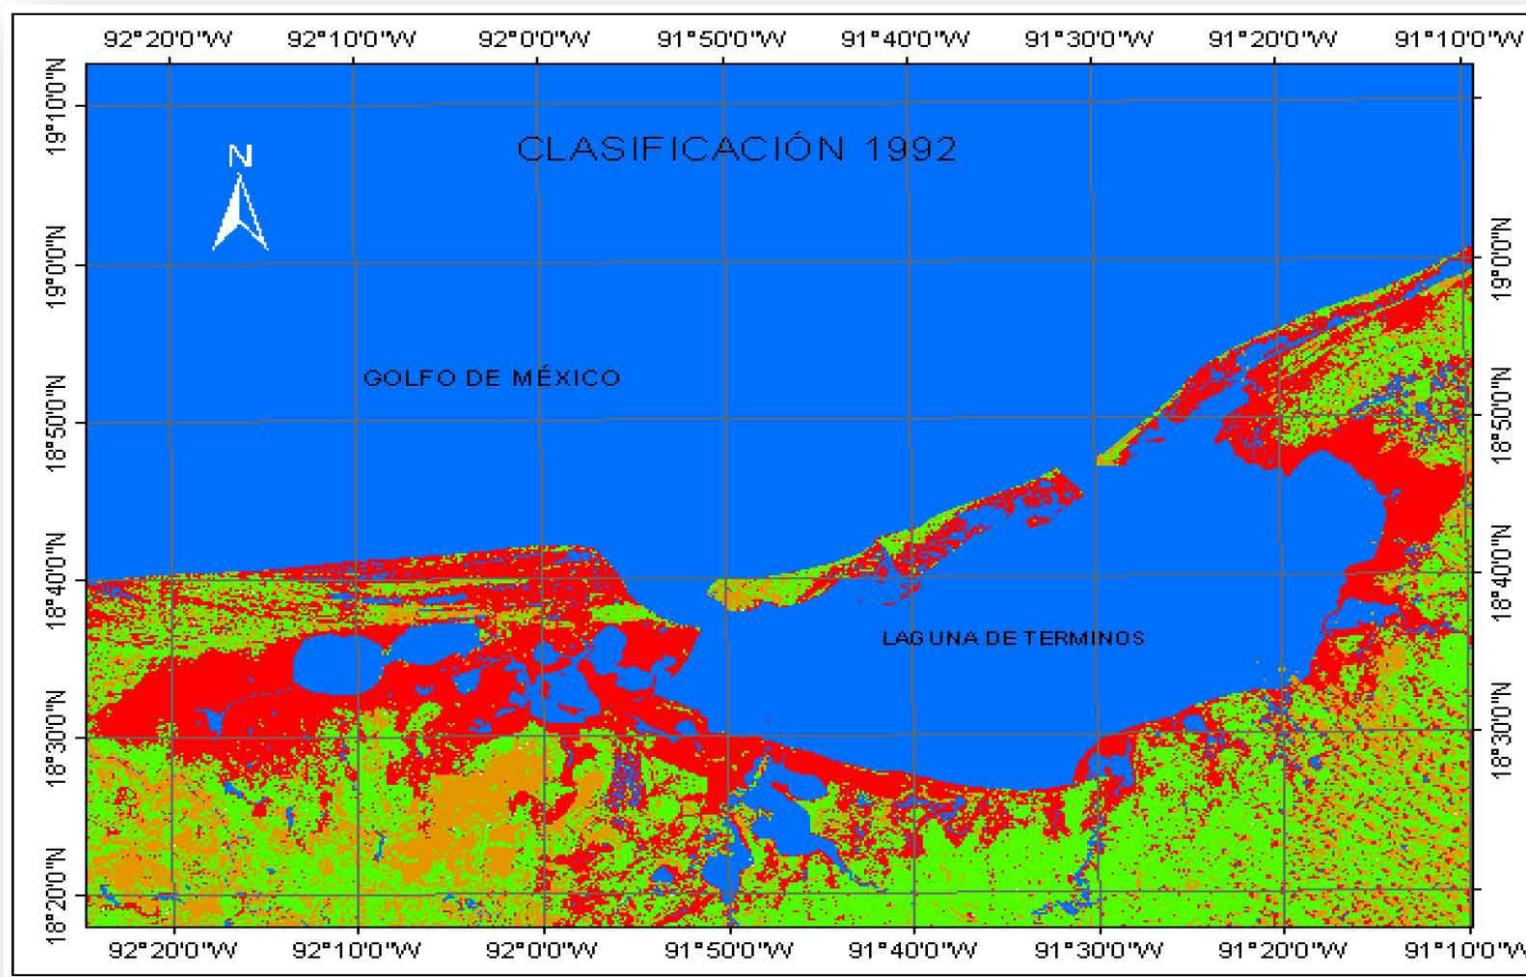 92°20'0"W 92°10'0"W 92°0'0"W 91°50'0"W 91°40'0"W 91°30'0"W 91°20'0"W 91°10'0"W
19°10'0"N
CLASIFICACIÓN 1992
N
19°0'0"N
19°0'0"N
GOLFO DE MÉXICO
18°50'0"N
18°50'0"N
18°40'0"N
18°40'0"N
LAGUNA DE TERMINOS
18°30'0"N
18°30'0"N
18°20'0"N
92°20'0"W 92°10'0"W 92°0'0"W 91°50'0"W 91°40'0"W 91°30'0"W 91°20'0"W 91°10'0"W